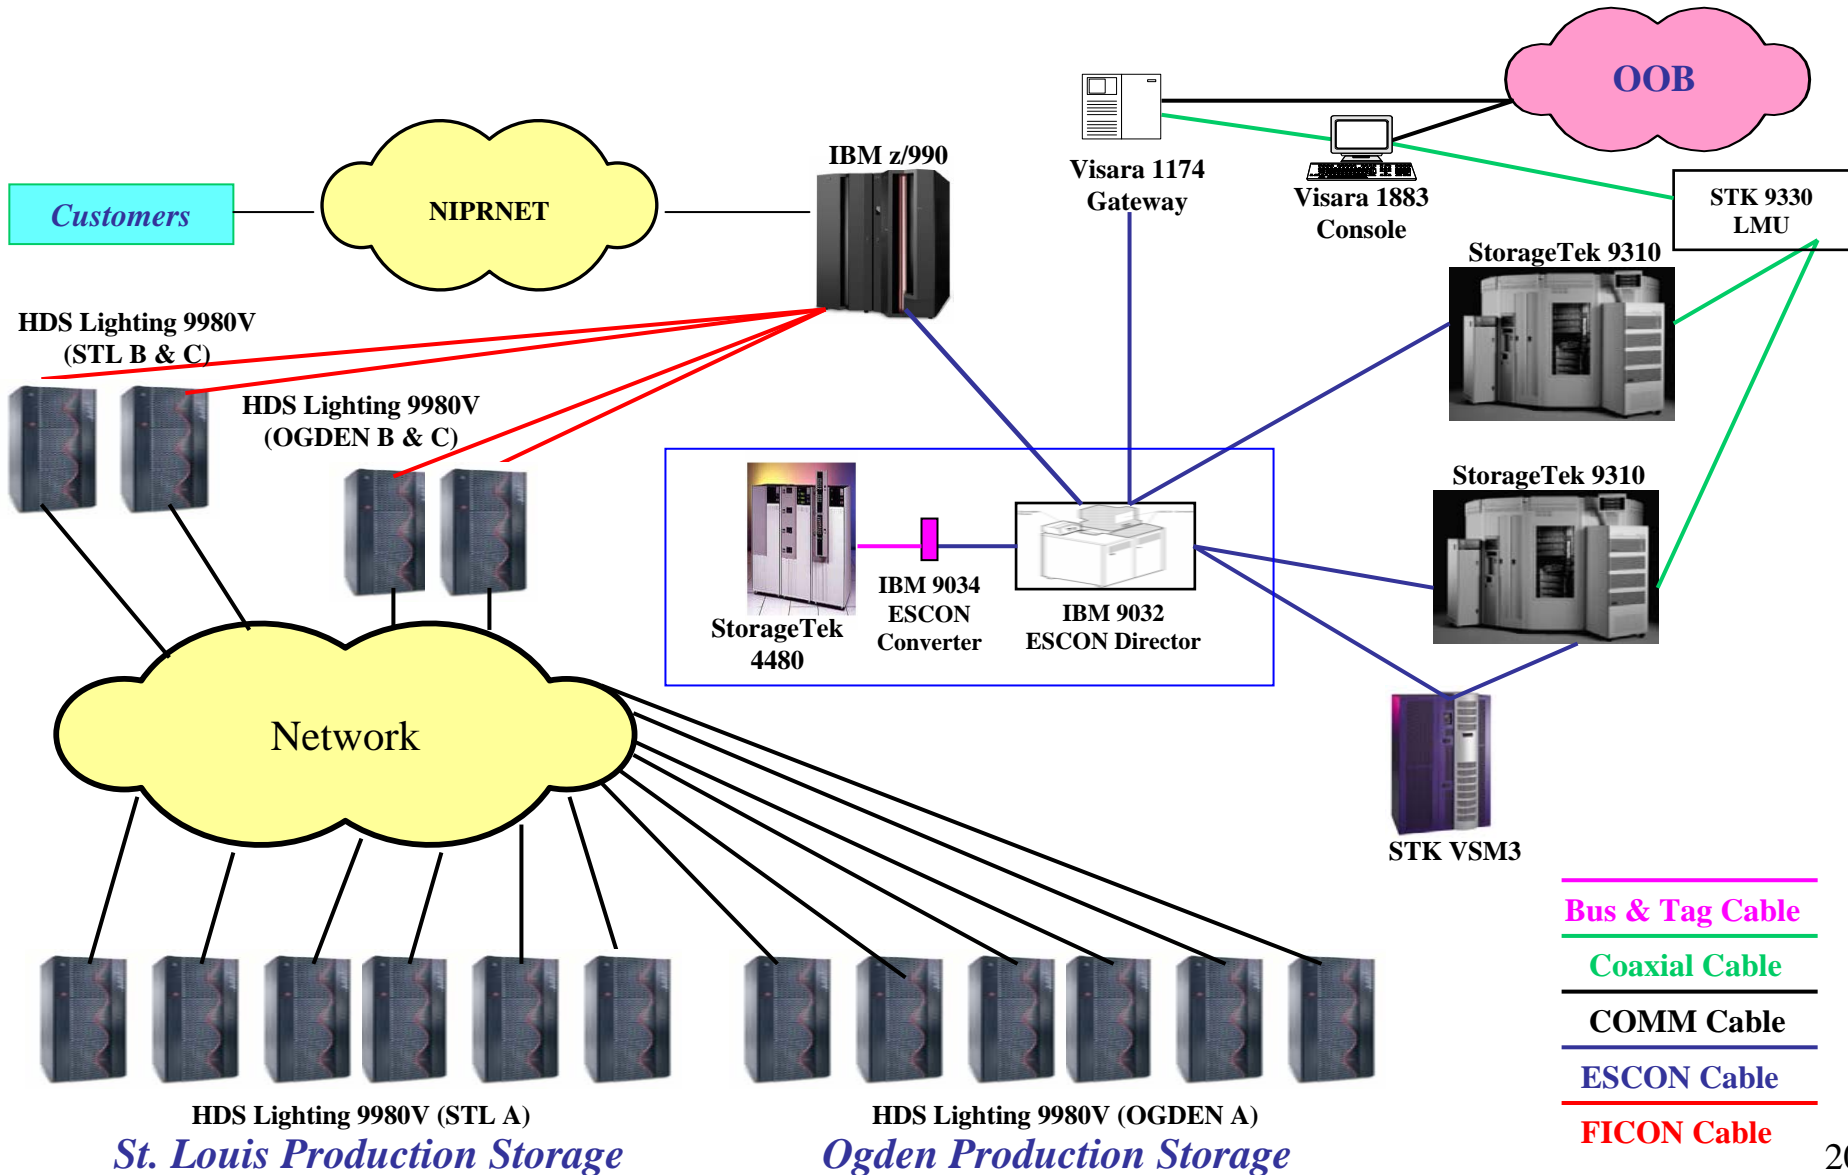 OOB
IBM z/990
Visara 1174
Gateway
Visara 1883
Console
STK 9330
LMU
Customers
NIPRNET
StorageTek 9310
HDS Lighting 9980V
(STL B & C)
HDS Lighting 9980V
(OGDEN B & C)
StorageTek 9310
StorageTek
4480
IBM 9034
ESCON
Converter
IBM 9032
ESCON Director
Network
STK VSM3
Bus & Tag Cable
Coaxial Cable
COMM Cable
ESCON Cable
FICON Cable
HDS Lighting 9980V (STL A)
St. Louis Production Storage
HDS Lighting 9980V (OGDEN A)
Ogden Production Storage